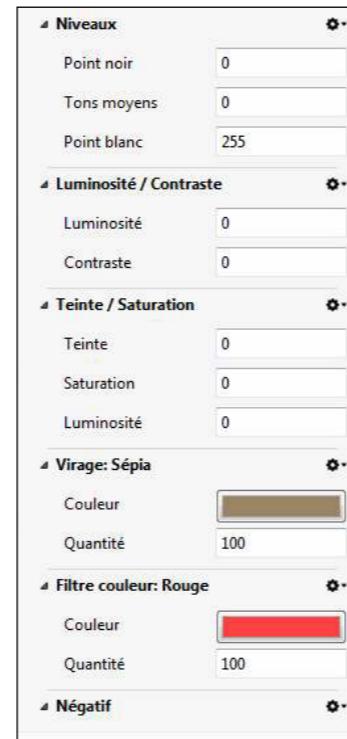 Niveaux
Point noir 0
Tons moyens 0
Point blanc 255
Luminosité / Contraste
Luminosité 0
Contraste 0
Teinte / Saturation
Teinte 0
Saturation 0
Luminosité 0
Virage: Sépia
Couleur
Quantité 100
Filtre couleur: Rouge
Couleur
Quantité 100
Négatif